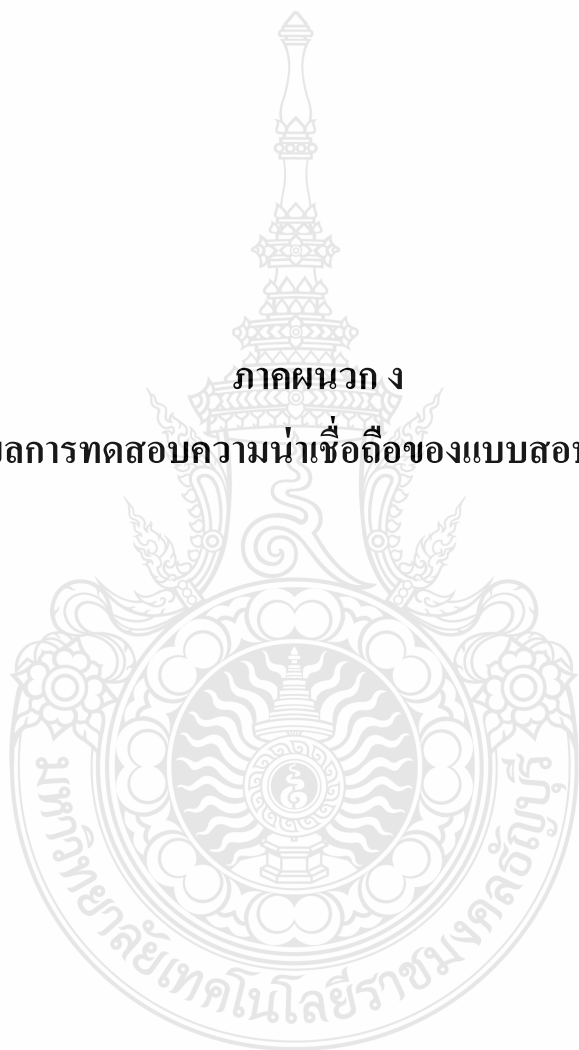 ภาคผนวก ง
ลการทดสอบความน่าเชื่อถือของแบบสอบ
มหาวิทยาลัยเทคโนโลยีราชมงคลธัญบุรี